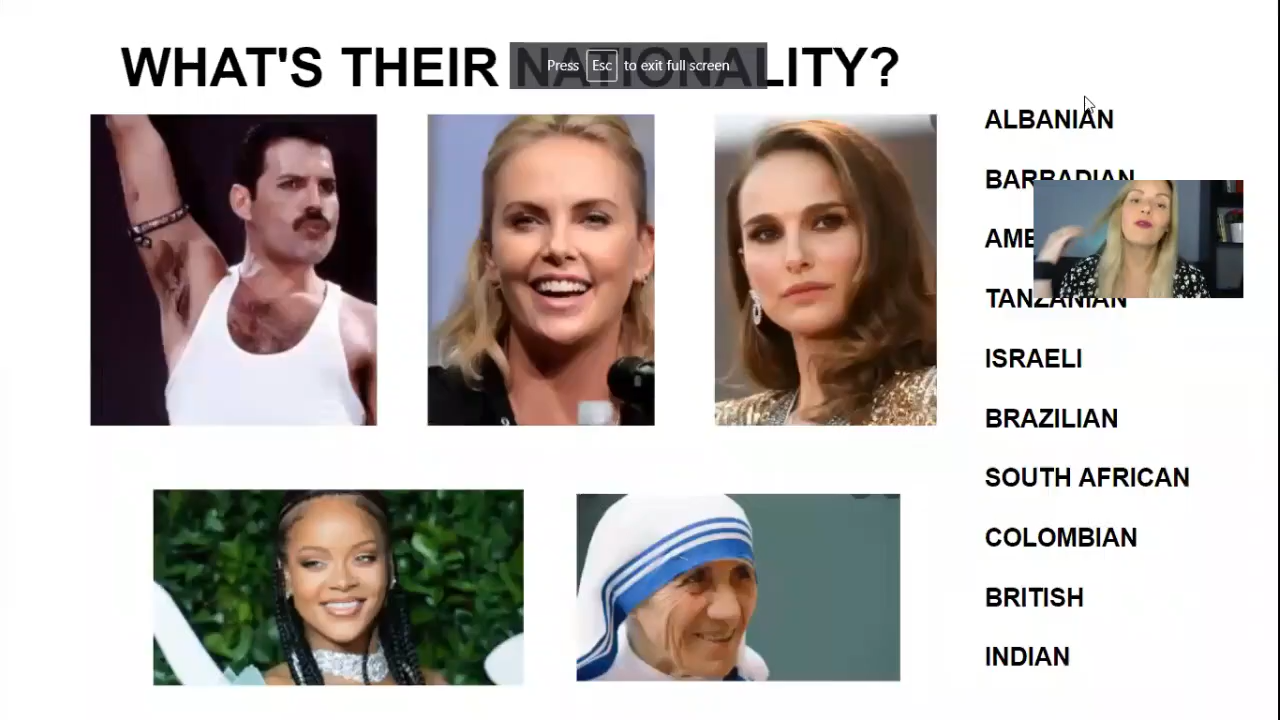 WHAT'S THEIR NATIONALITY?
Press Esc to exit full screen
ALBANIAN
BARBADIAN
AME
TANZANIAN
ISRAELI
BRAZILIAN
SOUTH AFRICAN
COLOMBIAN
BRITISH
INDIAN